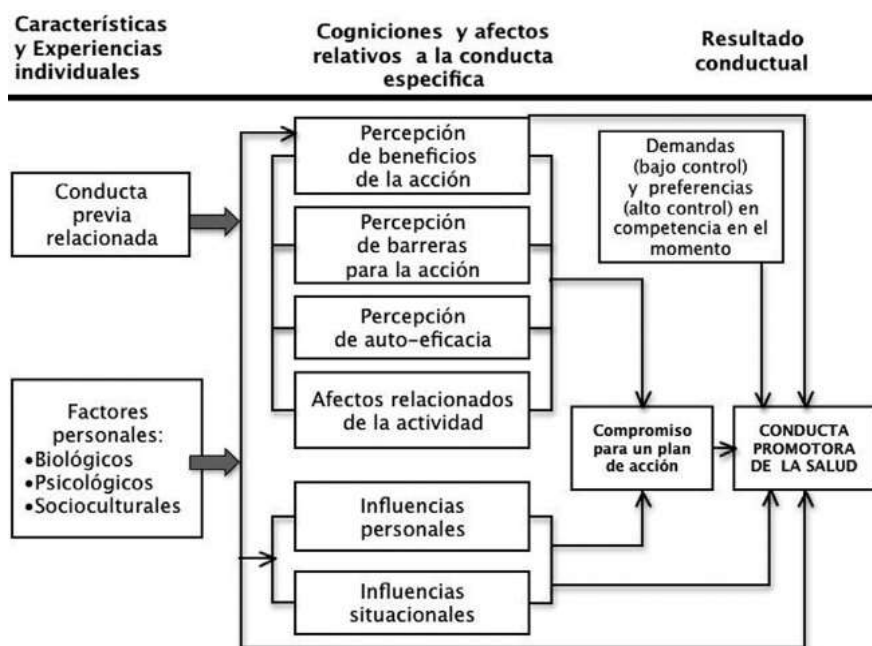 Características
y Experiencias
individuales
Cogniciones y afectos
relativos a la conducta
especifica
Resultado
conductual
Conducta
previa
relacionada
Factores
personales:
•Biológicos
•Psicológicos
•Socioculturales
Percepción
de beneficios
de la acción
Percepción
de barreras
para la acción
Percepción
de auto-eficacia
Afectos relacionados
de la actividad
Influencias
personales
Influencias
situacionales
Demandas
(bajo control)
y preferencias
(alto control) en
competencia en el
momento
Compromiso
para un plan
de acción
CONDUCTA
PROMOTORA
DE LA SALUD